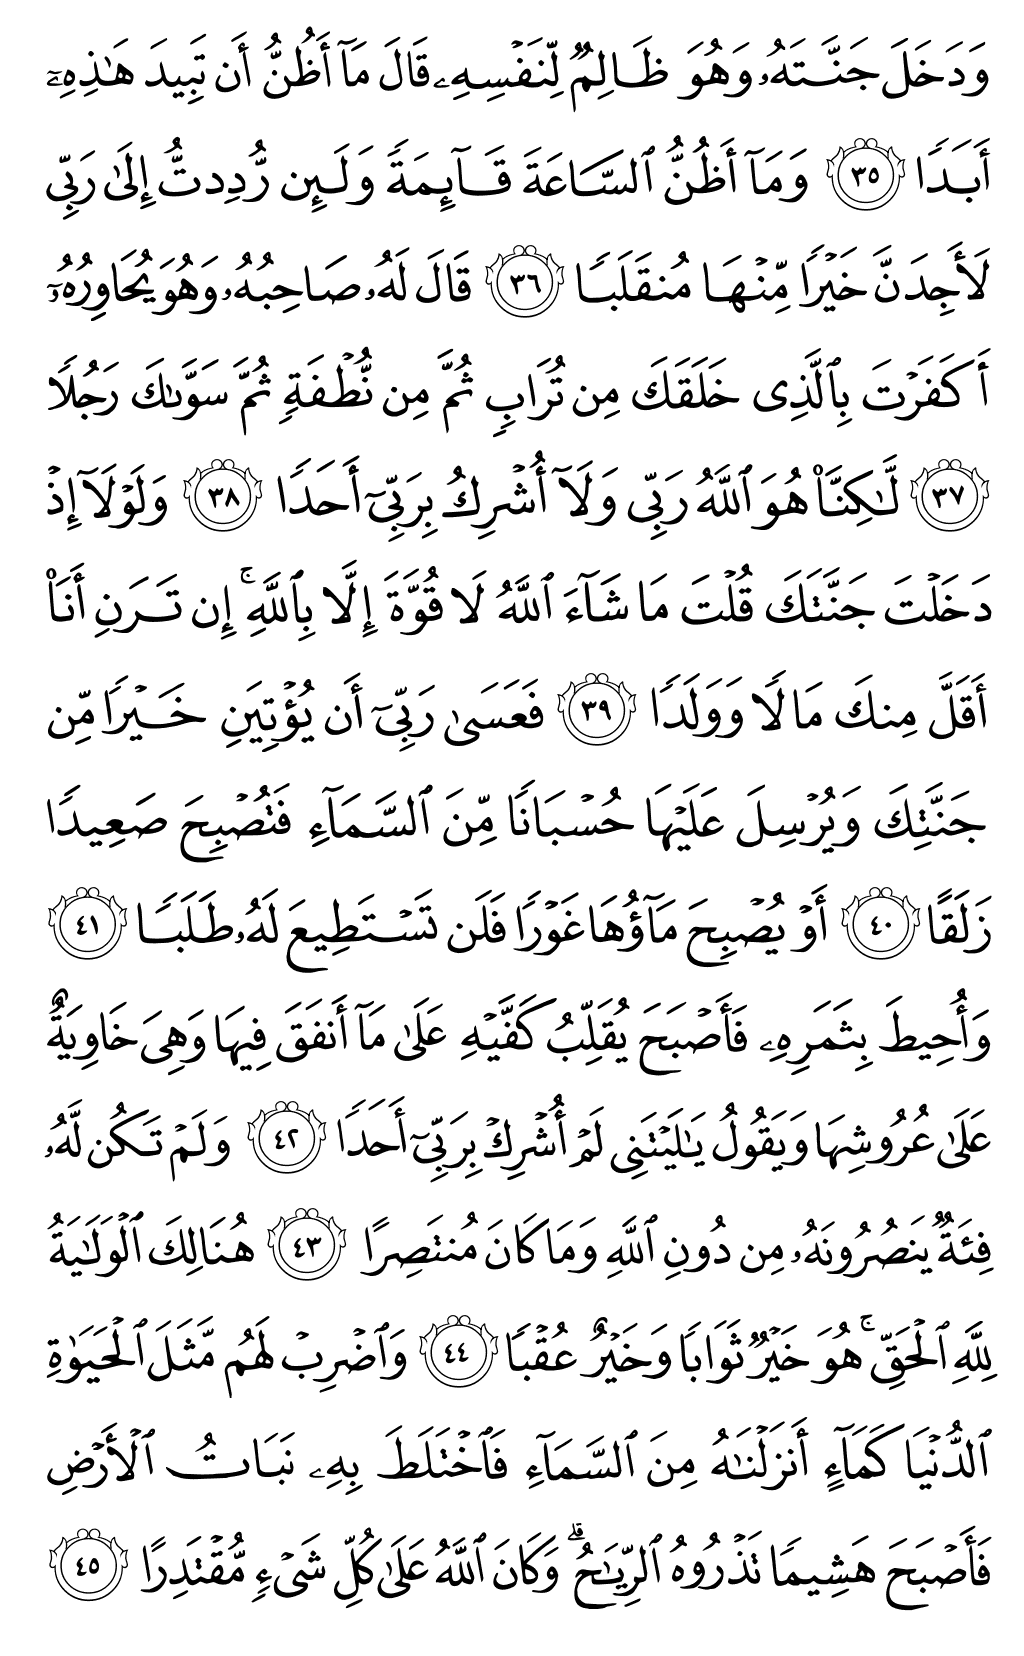 وَدَخَلَ جَنَّتَهُۥ وَهُوَ ظَالِمٌ لِّنَفْسِهِۦ قَالَ مَآ أَظُنُّ أَن تَبِيدَ هَٰذِهِۦٓ
أَبَدًا ٣٥ وَمَآ أَظُنُّ ٱلسَّاعَةَ قَآئِمَةً وَلَئِن رُّدِدتُّ إِلَىٰ رَبِّى
لَأَجِدَنَّ خَيْرًا مِّنْهَا مُنقَلَبًا ٣٦ قَالَ لَهُۥ صَاحِبُهُۥ وَهُوَ يُحَاوِرُهُۥٓ
أَكَفَرْتَ بِٱلَّذِى خَلَقَكَ مِن تُرَابٍ ثُمَّ مِن نُّطْفَةٍ ثُمَّ سَوَّىٰكَ رَجُلًا
٣٧ لَّٰكِنَّا۠ هُوَ ٱللَّهُ رَبِّى وَلَآ أُشْرِكُ بِرَبِّىٓ أَحَدًا ٣٨ وَلَوْلَآ إِذْ
دَخَلْتَ جَنَّتَكَ قُلْتَ مَا شَآءَ ٱللَّهُ لَا قُوَّةَ إِلَّا بِٱللَّهِ ۚ إِن تَرَنِ أَنَا۠
أَقَلَّ مِنكَ مَالًا وَوَلَدًا ٣٩ فَعَسَىٰ رَبِّىٓ أَن يُؤْتِيَنِ خَيْرًا مِّن
جَنَّتِكَ وَيُرْسِلَ عَلَيْهَا حُسْبَانًا مِّنَ ٱلسَّمَآءِ فَتُصْبِحَ صَعِيدًا
زَلَقًا ٤٠ أَوْ يُصْبِحَ مَآؤُهَا غَوْرًا فَلَن تَسْتَطِيعَ لَهُۥ طَلَبًا ٤١
وَأُحِيطَ بِثَمَرِهِۦ فَأَصْبَحَ يُقَلِّبُ كَفَّيْهِ عَلَىٰ مَآ أَنفَقَ فِيهَا وَهِىَ خَاوِيَةٌ
عَلَىٰ عُرُوشِهَا وَيَقُولُ يَٰلَيْتَنِى لَمْ أُشْرِكْ بِرَبِّىٓ أَحَدًا ٤٢ وَلَمْ تَكُن لَّهُۥ
فِئَةٌ يَنصُرُونَهُۥ مِن دُونِ ٱللَّهِ وَمَا كَانَ مُنتَصِرًا ٤٣ هُنَالِكَ ٱلْوَلَٰيَةُ
لِلَّهِ ٱلْحَقِّ ۚ هُوَ خَيْرٌ ثَوَابًا وَخَيْرٌ عُقْبًا ٤٤ وَٱضْرِبْ لَهُم مَّثَلَ ٱلْحَيَوٰةِ
ٱلدُّنْيَا كَمَآءٍ أَنزَلْنَٰهُ مِنَ ٱلسَّمَآءِ فَٱخْتَلَطَ بِهِۦ نَبَاتُ ٱلْأَرْضِ
فَأَصْبَحَ هَشِيمًا تَذْرُوهُ ٱلرِّيَٰحُ ۗ وَكَانَ ٱللَّهُ عَلَىٰ كُلِّ شَىْءٍ مُّقْتَدِرًا ٤٥